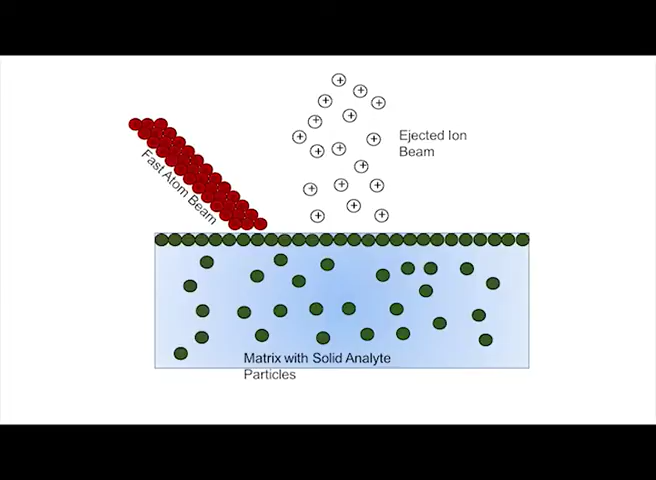 Ejected Ion
Beam
Fast Atom Beam
Matrix with Solid Analyte
Particles